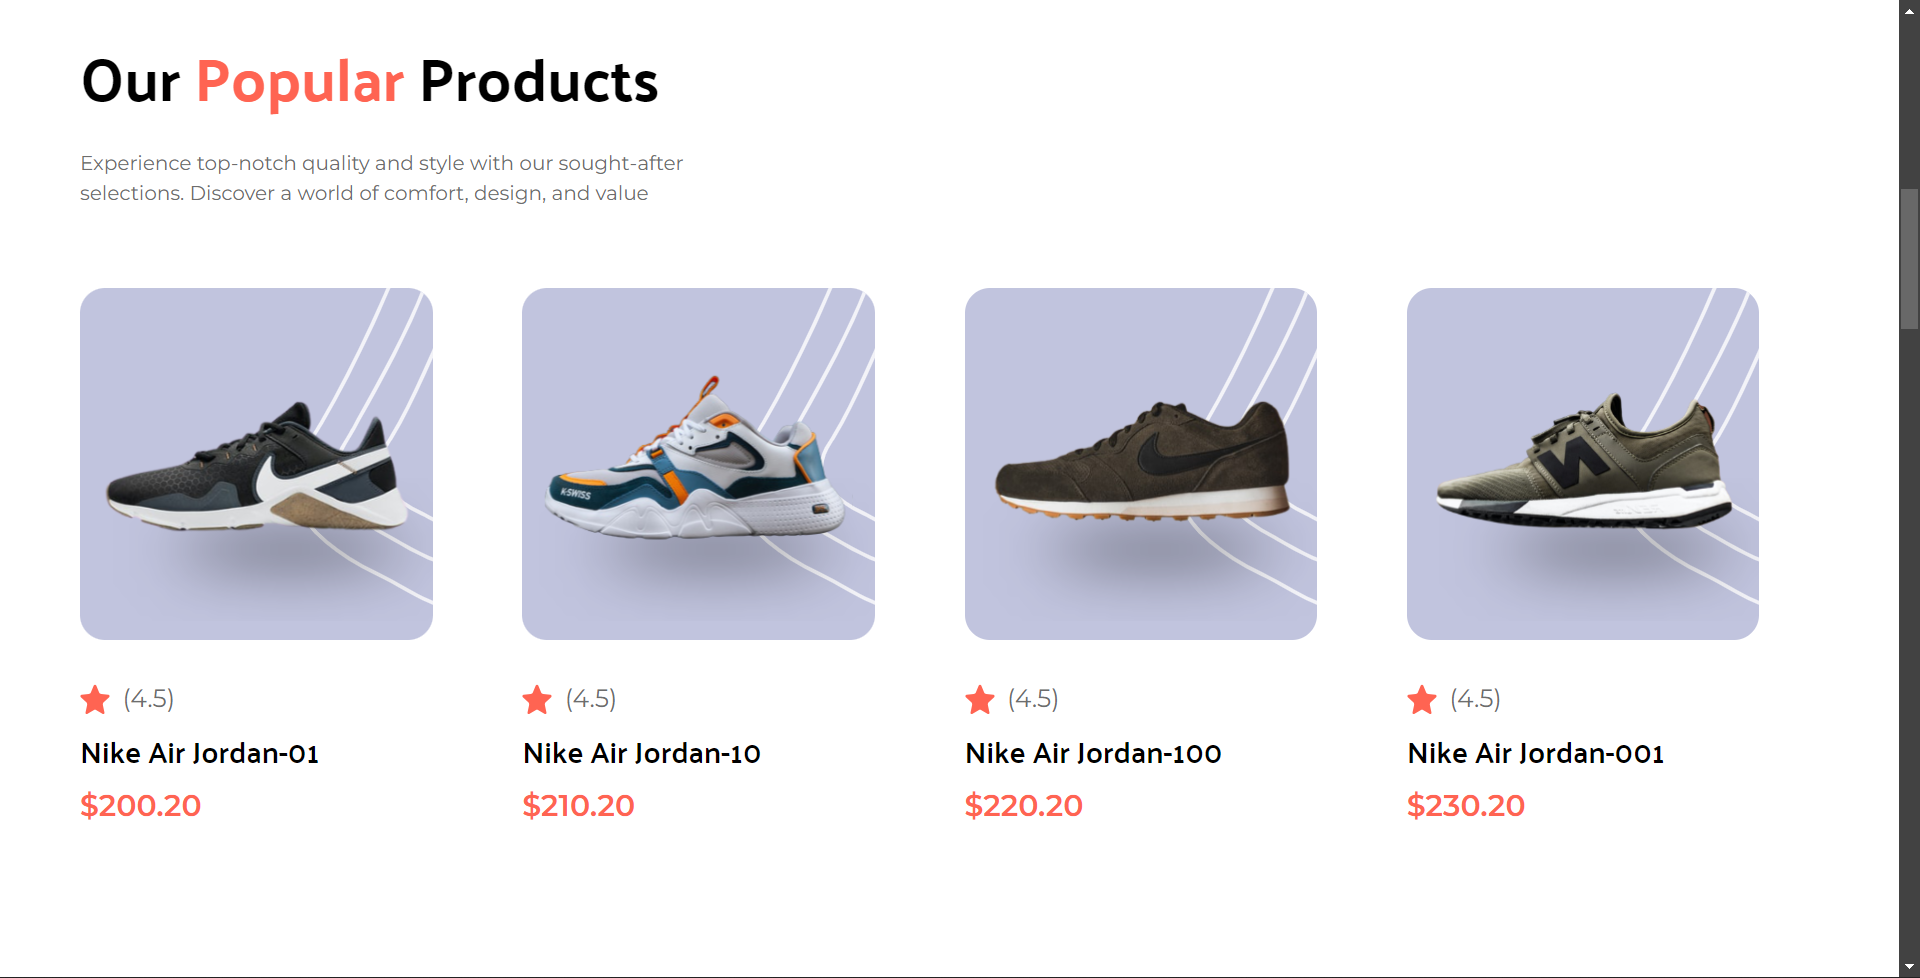 Our Popular Products
Experience top-notch quality and style with our sought-after
selections. Discover a world of comfort, design, and value
K-SWISS
N
(4.5)
(4.5)
(4.5)
(4.5)
Nike Air Jordan-01
Nike Air Jordan-10
Nike Air Jordan-100
Nike Air Jordan-001
$200.20
$210.20
$220.20
$230.20